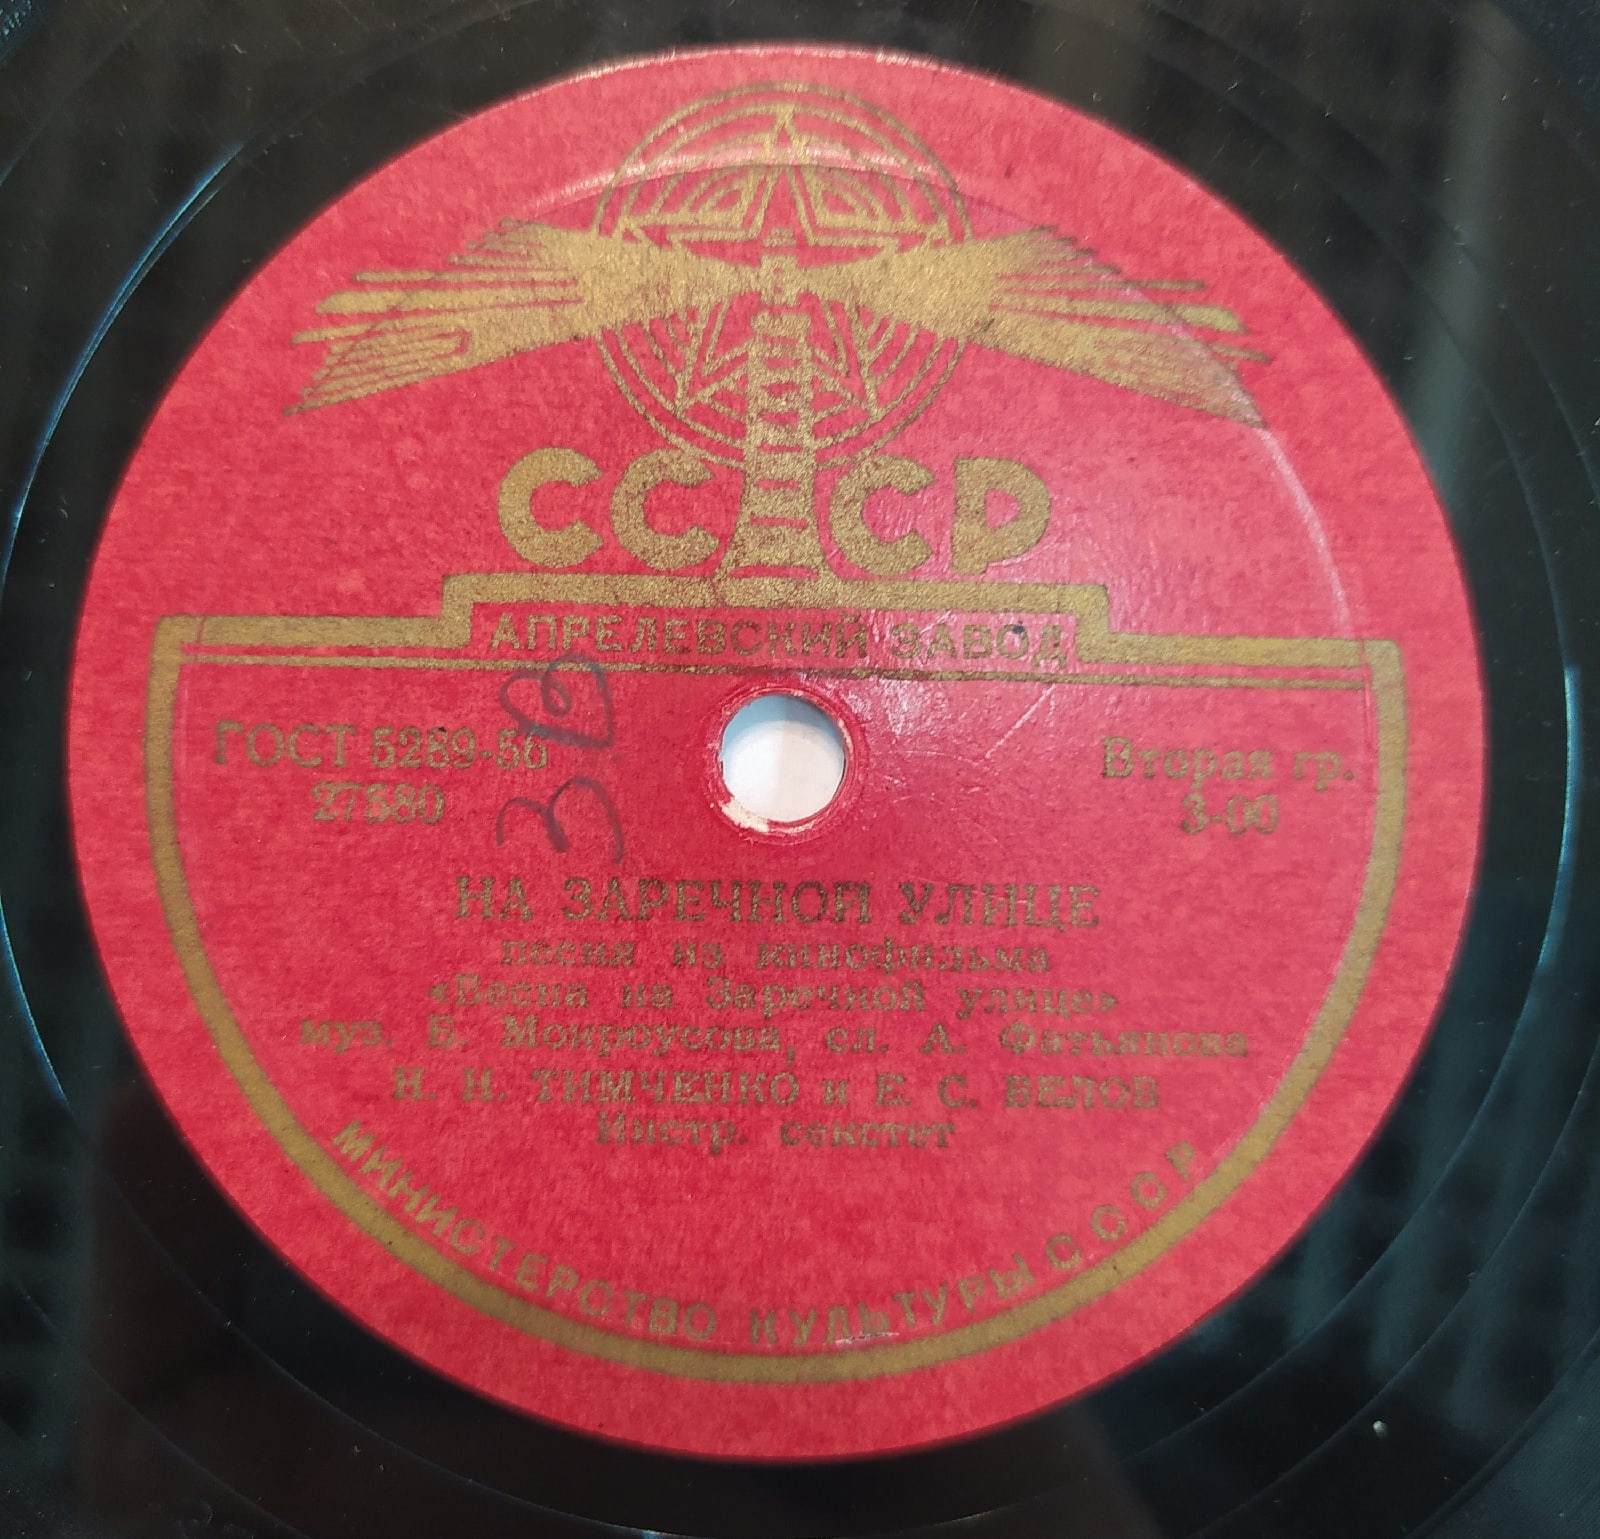 СССР
АПРЕЛЕВСКИЙ ЗАВОД
ГОСТ 5289-56
Вторая гр.
27580
3-00
НА ЗАРЕЧНОЙ УЛИЦЕ
песня из кинофильма
«Весна на Заречной улице»
муз. Б. Мокроусова, сл. А. Фатьянова
Н. Н. ТИМЧЕНКО и Е. С. БЕЛОВ
Инстр. секстет
МИНИСТЕРСТВО КУЛЬТУРЫ СССР